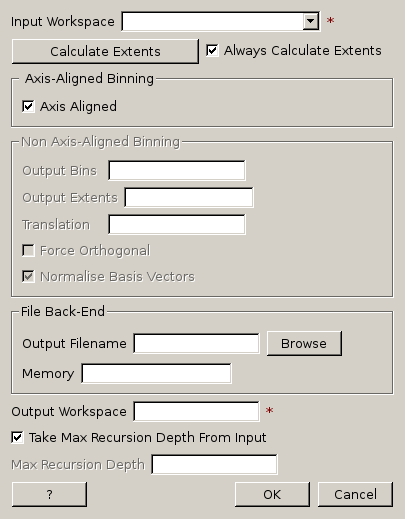 Input Workspace *
Calculate Extents Always Calculate Extents
Axis-Aligned Binning
Axis Aligned
Non Axis-Aligned Binning
Output Bins
Output Extents
Translation
Force Orthogonal
Normalise Basis Vectors
File Back-End
Output Filename Browse
Memory
Output Workspace *
Take Max Recursion Depth From Input
Max Recursion Depth
? OK Cancel